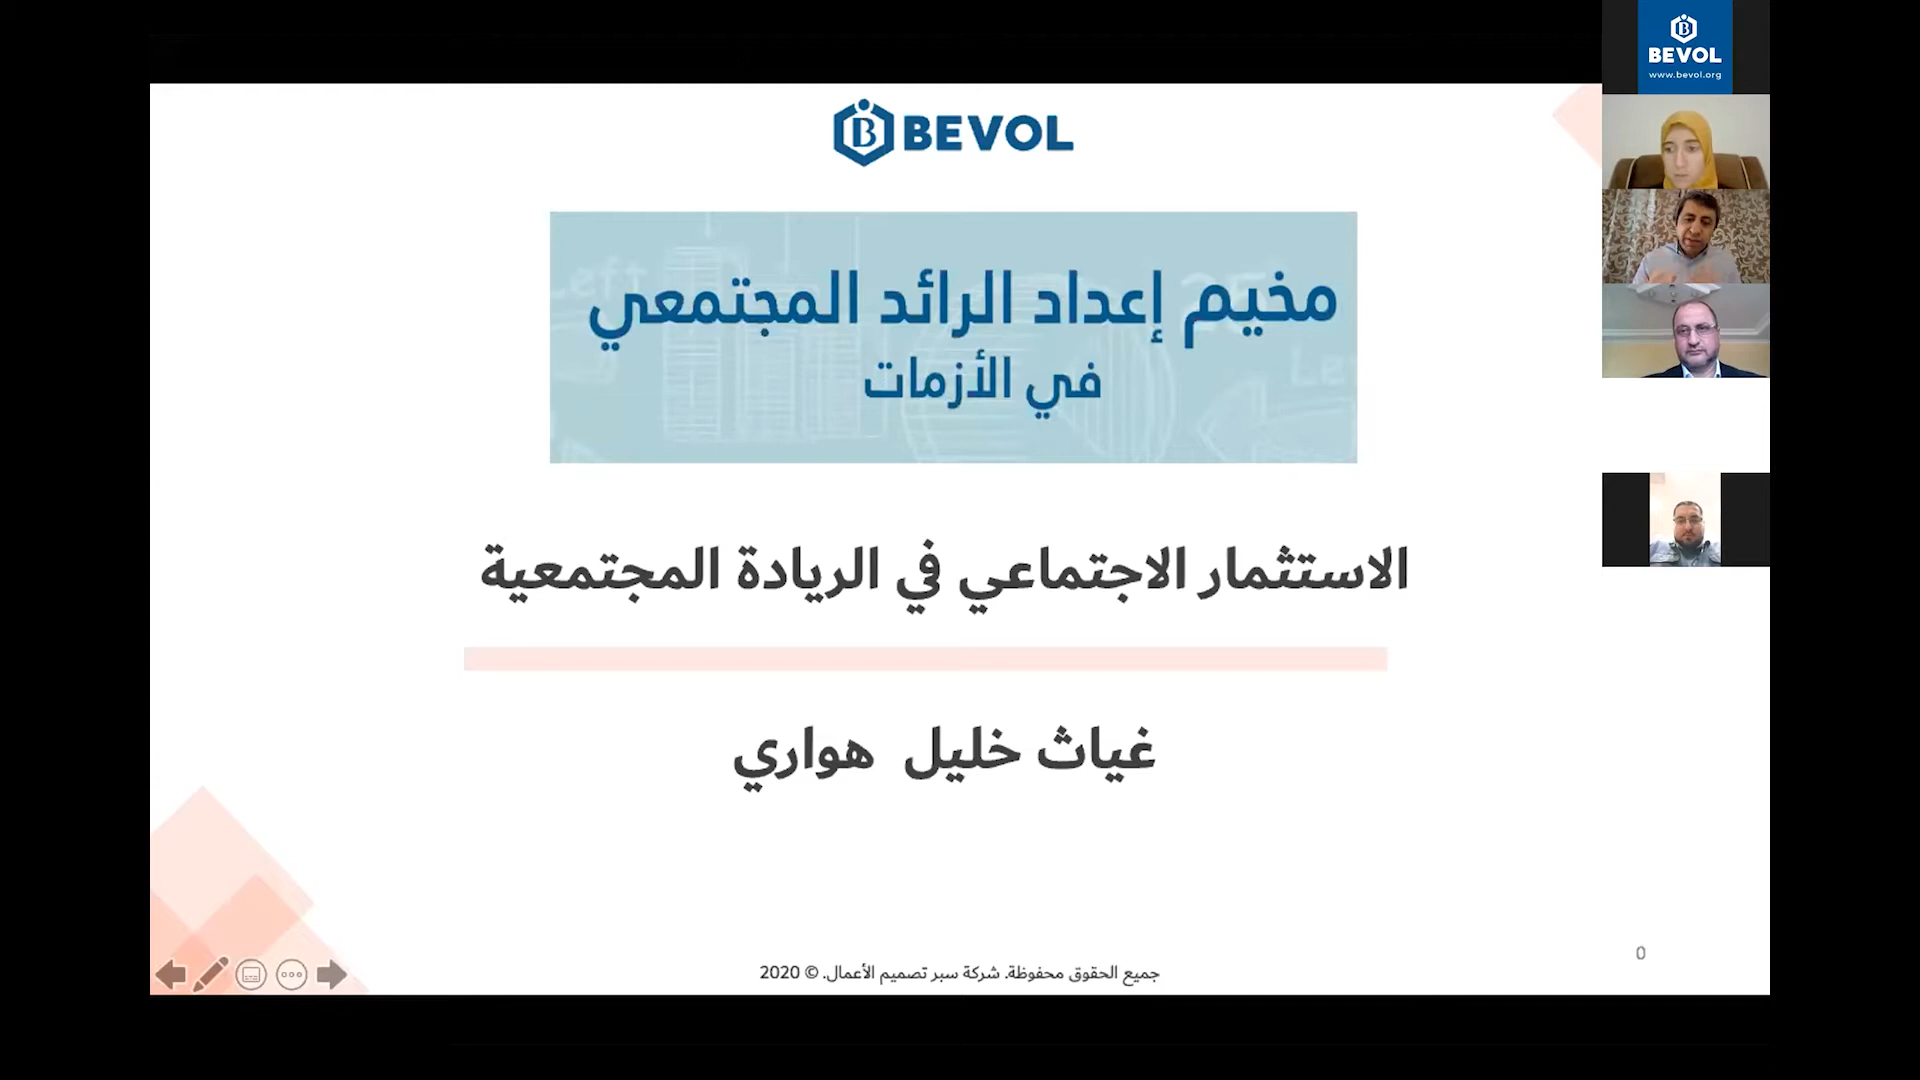 BEVOL
مخيم إعداد الرائد المجتمعي
في الأزمات
الاستثمار الاجتماعي في الريادة المجتمعية
غياث خليل هواري
جميع الحقوق محفوظة. شركة سبر تصميم الأعمال. © 2020
0
BEVOL
www.bevol.org